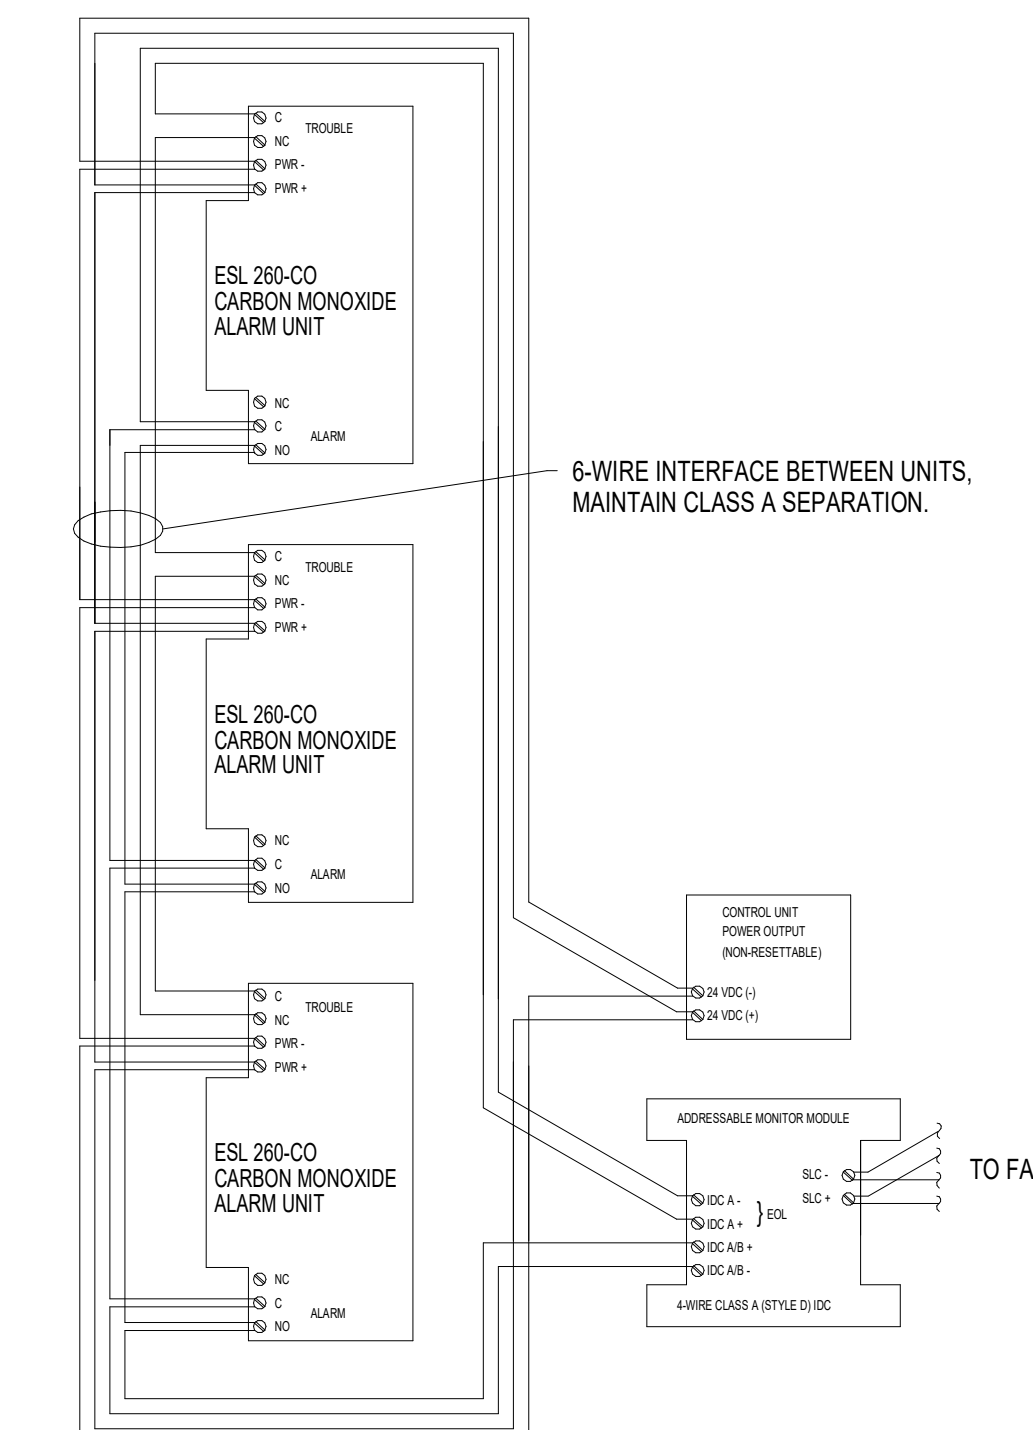 C
TROUBLE
NC
PWR -
PWR +
ESL 260-CO
CARBON MONOXIDE
ALARM UNIT
NC
C
ALARM
NO
6-WIRE INTERFACE BETWEEN UNITS,
MAINTAIN CLASS A SEPARATION.
C
TROUBLE
NC
PWR -
PWR +
ESL 260-CO
CARBON MONOXIDE
ALARM UNIT
NC
C
ALARM
NO
CONTROL UNIT
POWER OUTPUT
(NON-RESETTABLE)
24 VDC (-)
24 VDC (+)
C
TROUBLE
NC
PWR -
PWR +
ESL 260-CO
CARBON MONOXIDE
ALARM UNIT
NC
C
ALARM
NO
ADDRESSABLE MONITOR MODULE
SLC -
SLC +
TO FA
IDC A -
IDC A +
} EOL
IDC A/B +
IDC A/B -
4-WIRE CLASS A (STYLE D) IDC